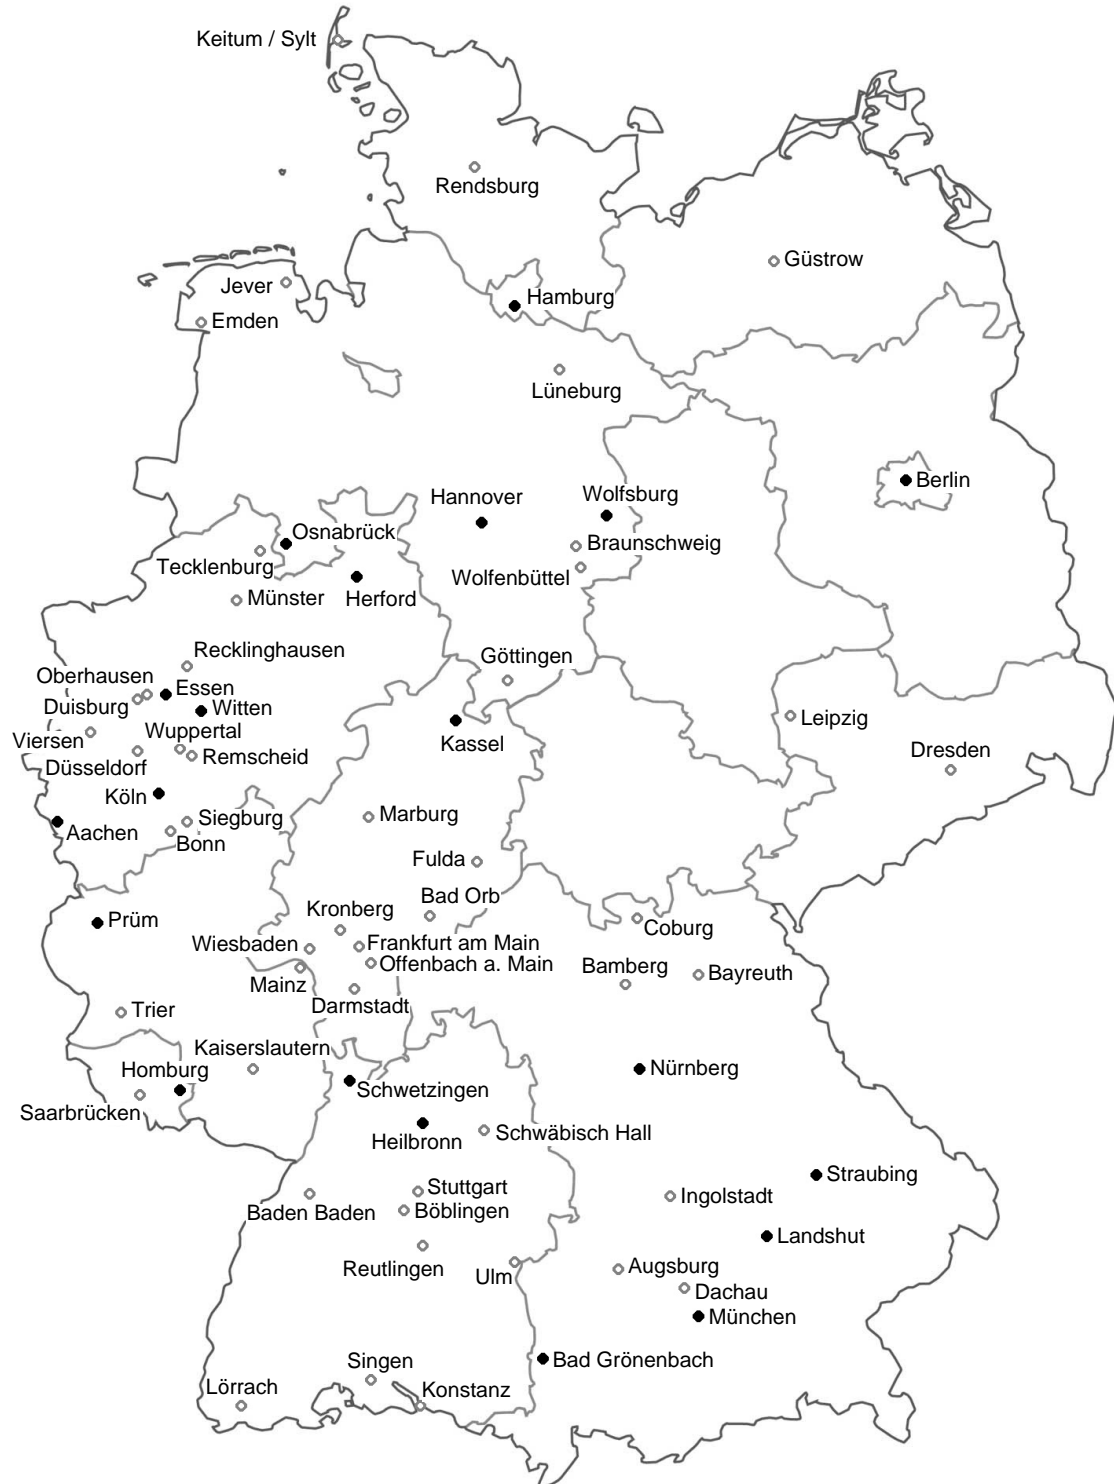 Keitum / Sylt
Rendsburg
Güstrow
Jever
Hamburg
Emden
Lüneburg
Berlin
Hannover
Wolfsburg
Osnabrück
Braunschweig
Tecklenburg
Wolfenbüttel
Münster
Herford
Recklinghausen
Göttingen
Oberhausen
Essen
Duisburg
Witten
Leipzig
Viersen
Wuppertal
Kassel
Dresden
Düsseldorf
Remscheid
Köln
Marburg
Siegburg
Aachen
Bonn
Fulda
Bad Orb
Kronberg
Prüm
Coburg
Wiesbaden
Frankfurt am Main
Offenbach a. Main
Bamberg
Bayreuth
Mainz
Darmstadt
Trier
Kaiserslautern
Homburg
Nürnberg
Schwetzingen
Saarbrücken
Heilbronn
Schwäbisch Hall
Straubing
Stuttgart
Ingolstadt
Baden Baden
Böblingen
Landshut
Reutlingen
Augsburg
Ulm
Dachau
München
Singen
Bad Grönenbach
Lörrach
Konstanz